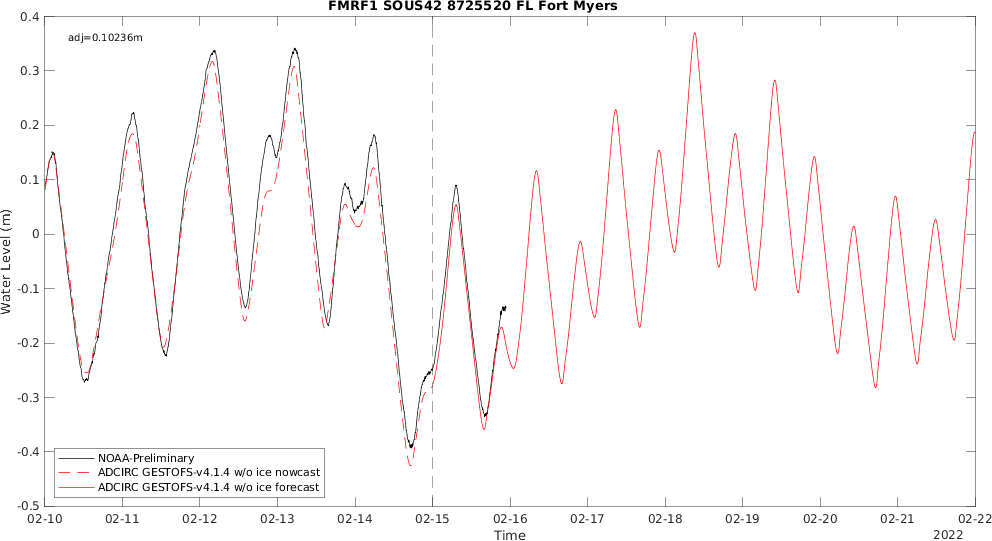 FMRF1 SOUS42 8725520 FL Fort Myers
adj=0.10236m
0.4
0.3
0.2
0.1
0
-0.1
-0.2
-0.3
-0.4
-0.5
Water Level (m)
NOAA-Preliminary
ADCIRC GESTOFS-v4.1.4 w/o ice nowcast
ADCIRC GESTOFS-v4.1.4 w/o ice forecast
02-10 02-11 02-12 02-13 02-14 02-15 02-16 02-17 02-18 02-19 02-20 02-21 02-22
Time
2022